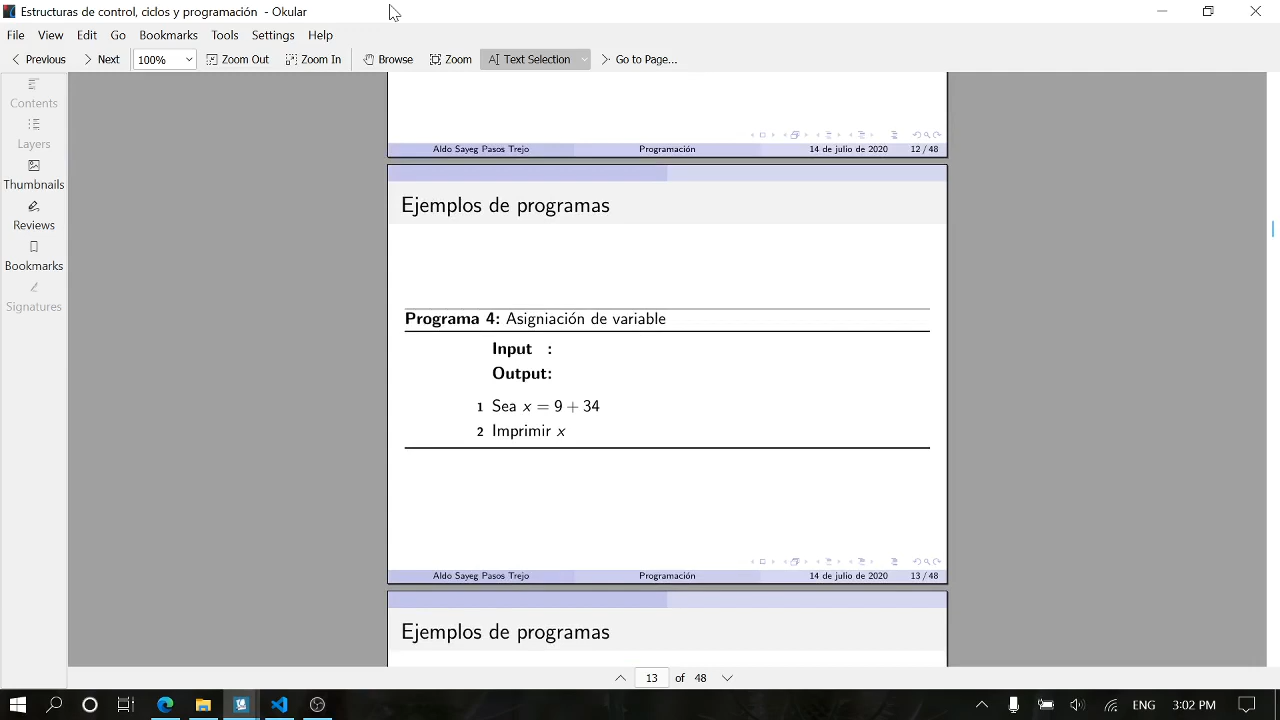 Estructuras de control, ciclos y programación - Okular
File View Edit Go Bookmarks Tools Settings Help
Previous Next 100% Zoom Out Zoom In Browse Zoom Text Selection Go to Page...
Contents
Layers
Thumbnails
Reviews
Bookmarks
Signatures
Aldo Sayeg Pasos Trejo Programación 14 de julio de 2020 12 / 48
Ejemplos de programas
Programa 4: Asigniación de variable
Input :
Output:
1 Sea x = 9 + 34
2 Imprimir x
Aldo Sayeg Pasos Trejo Programación 14 de julio de 2020 13 / 48
Ejemplos de programas
13 of 48
ENG 3:02 PM